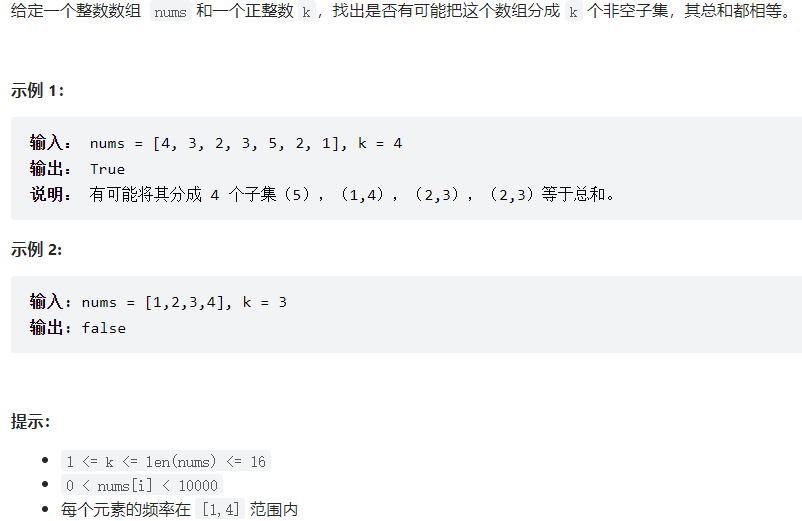 给定一个整数数组 nums 和一个正整数 k，找出是否有可能把这个数组分成 k 个非空子集，其总和都相等。
示例 1：
输入： nums = [4, 3, 2, 3, 5, 2, 1], k = 4
输出： True
说明： 有可能将其分成 4 个子集（5），（1,4），（2,3），（2,3）等于总和。
示例 2:
输入：nums = [1,2,3,4], k = 3
输出：false
提示：
1 <= k <= len(nums) <= 16
0 < nums[i] < 10000
每个元素的频率在 [1,4] 范围内